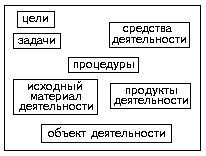 цели
средства
деятельности
задачи
процедуры
исходный
материал
деятельности
продукты
деятельности
объект деятельности